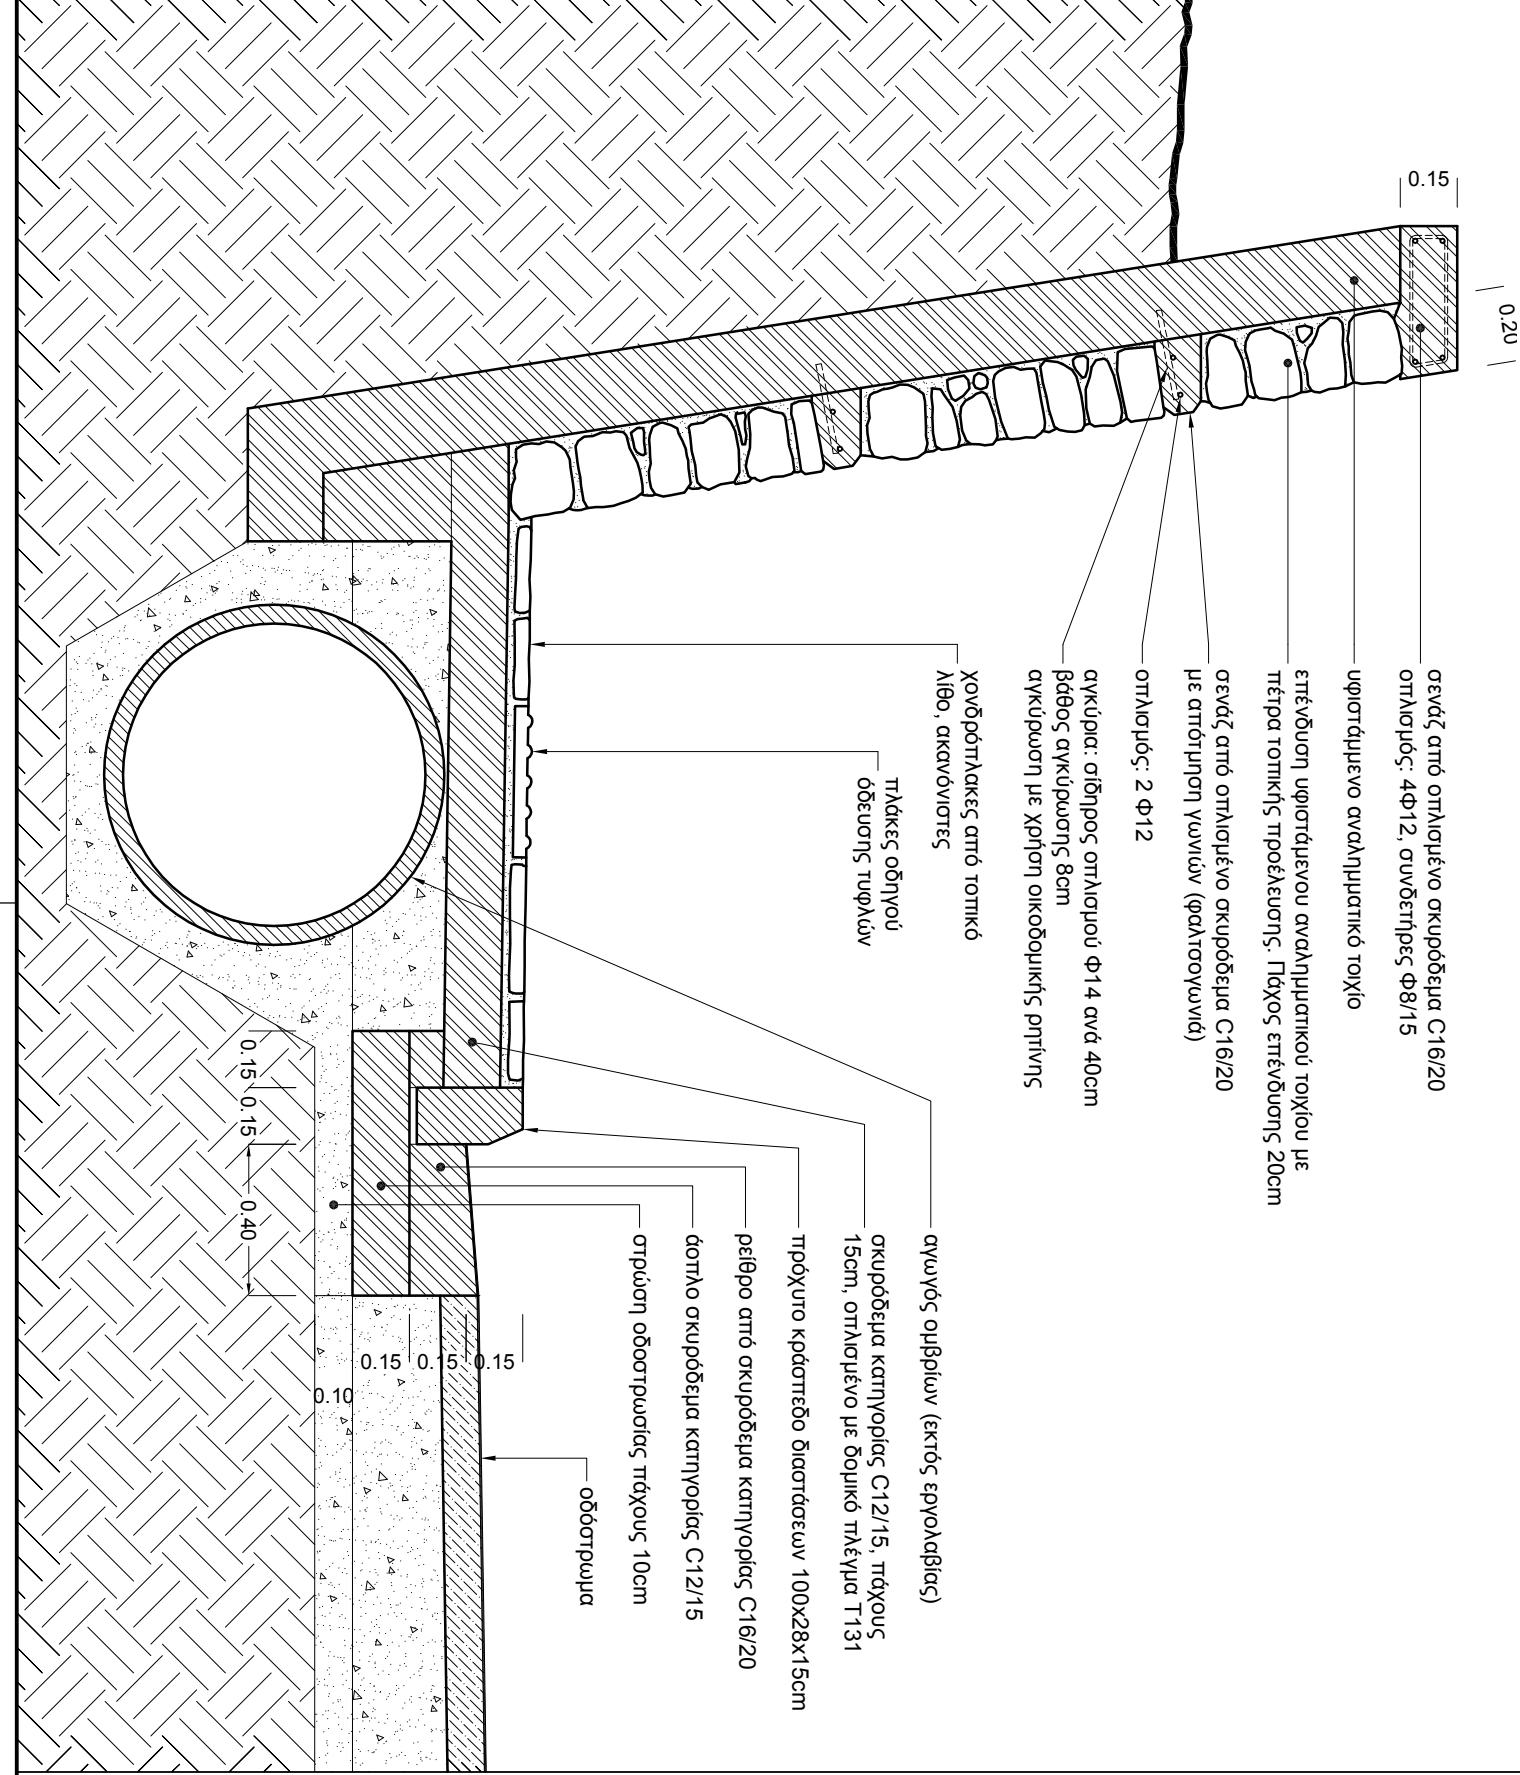 0.15
0.20
σενάζ από οπλισμένο σκυρόδεμα C16/20
οπλισμός: 4Φ12, συνδετήρες Φ8/15
υφιστάμμενο αναλημματικό τοιχίο
επένδυση υφιστάμενου αναλημματικού τοιχίου με
πέτρα τοπικής προέλευσης. Πάχος επένδυσης 20cm
σενάζ από οπλισμένο σκυρόδεμα C16/20
με απότμηση γωνιών (φαλτσογωνιά)
οπλισμός: 2 Φ12
αγκύρια: σίδηρος οπλισμού Φ14 ανά 40cm
βάθος αγκύρωσης 8cm
αγκύρωση με χρήση οικοδομικής ρητίνης
χονδρόπλακες από τοπικό
λίθο, ακανόνιστες
πλάκες οδηγού
όδευσης τυφλών
αγωγός ομβρίων (εκτός εργολαβίας)
σκυρόδεμα κατηγορίας C12/15, πάχους
15cm, οπλισμένο με δομικό πλέγμα Τ131
πρόχυτο κράσπεδο διαστάσεων 100x28x15cm
ρείθρο από σκυρόδεμα κατηγορίας C16/20
άοπλο σκυρόδεμα κατηγορίας C12/15
στρώση οδοστρωσίας πάχους 10cm
οδόστρωμα
0.15
0.15
0.15
0.10
0.15
0.15
0.40